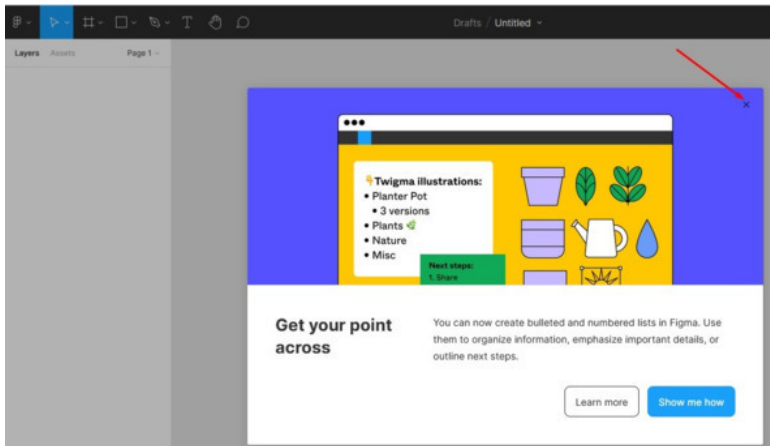 Drafts / Untitled
Layers Assets Page 1
👇Twigma illustrations:
• Planter Pot
• 3 versions
• Plants 🌿
• Nature
• Misc
Next steps:
1. Share
Get your point
across
You can now create bulleted and numbered lists in Figma. Use
them to organize information, emphasize important details, or
outline next steps.
Learn more Show me how